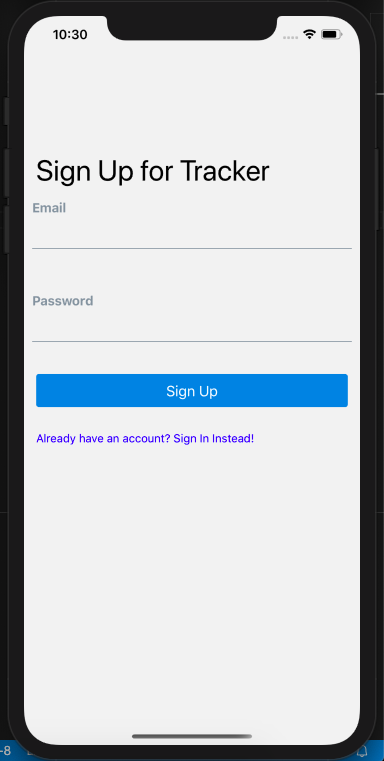 10:30
Sign Up for Tracker
Email
Password
Sign Up
Already have an account? Sign In Instead!
-8